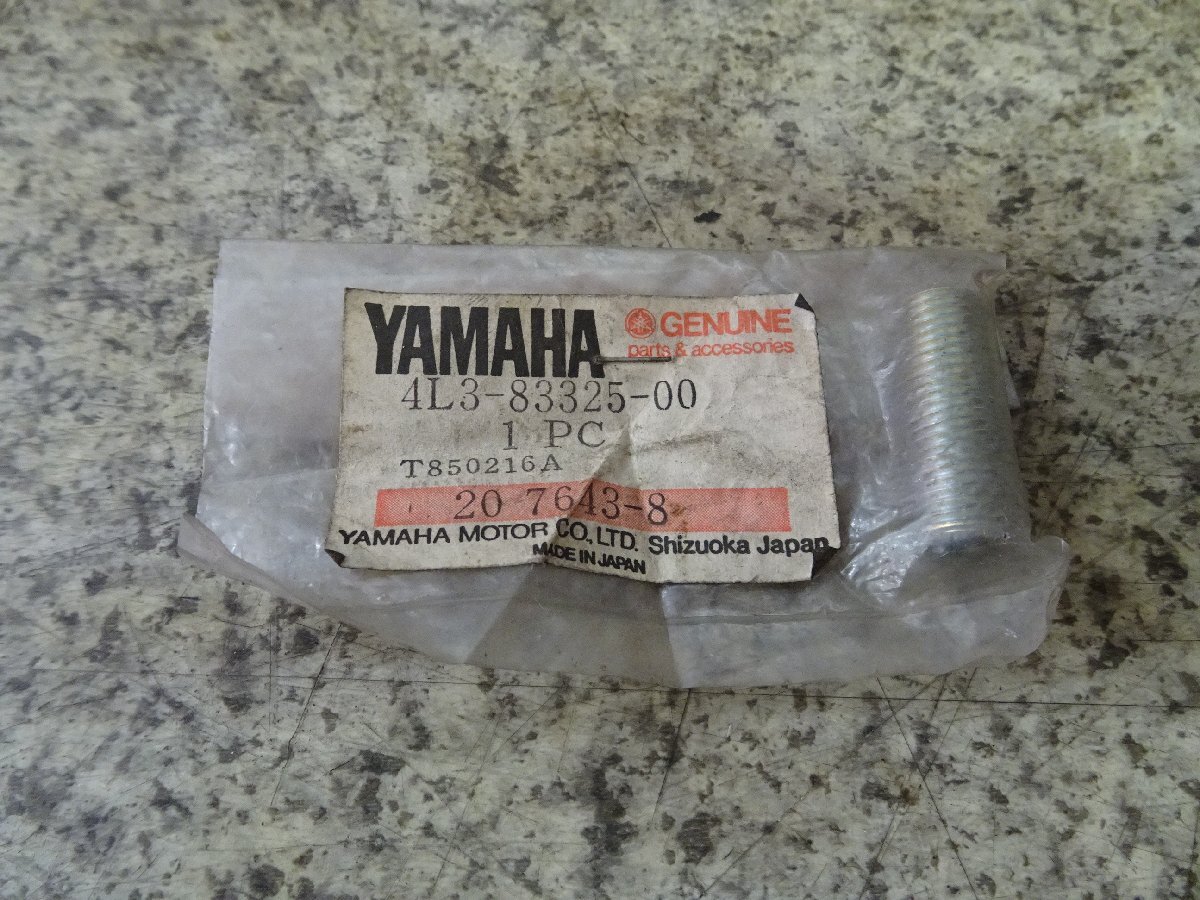 YAMAHA GENUINE
parts & accessories
4L3-83325-00
1 PC
T850216A
20 7643-8
YAMAHA MOTOR CO., LTD. Shizuoka Japan
MADE IN JAPAN